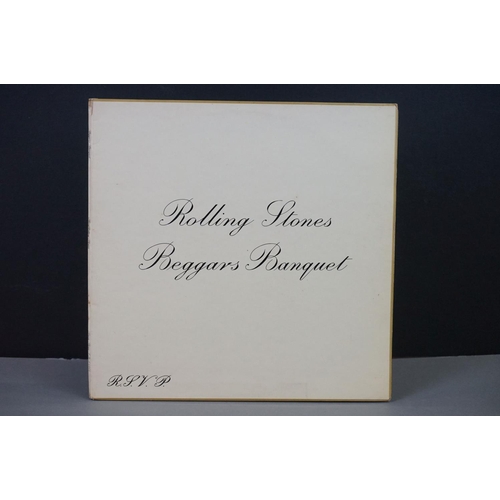 Rolling Stones
Beggars Banquet
R.S.V.P.